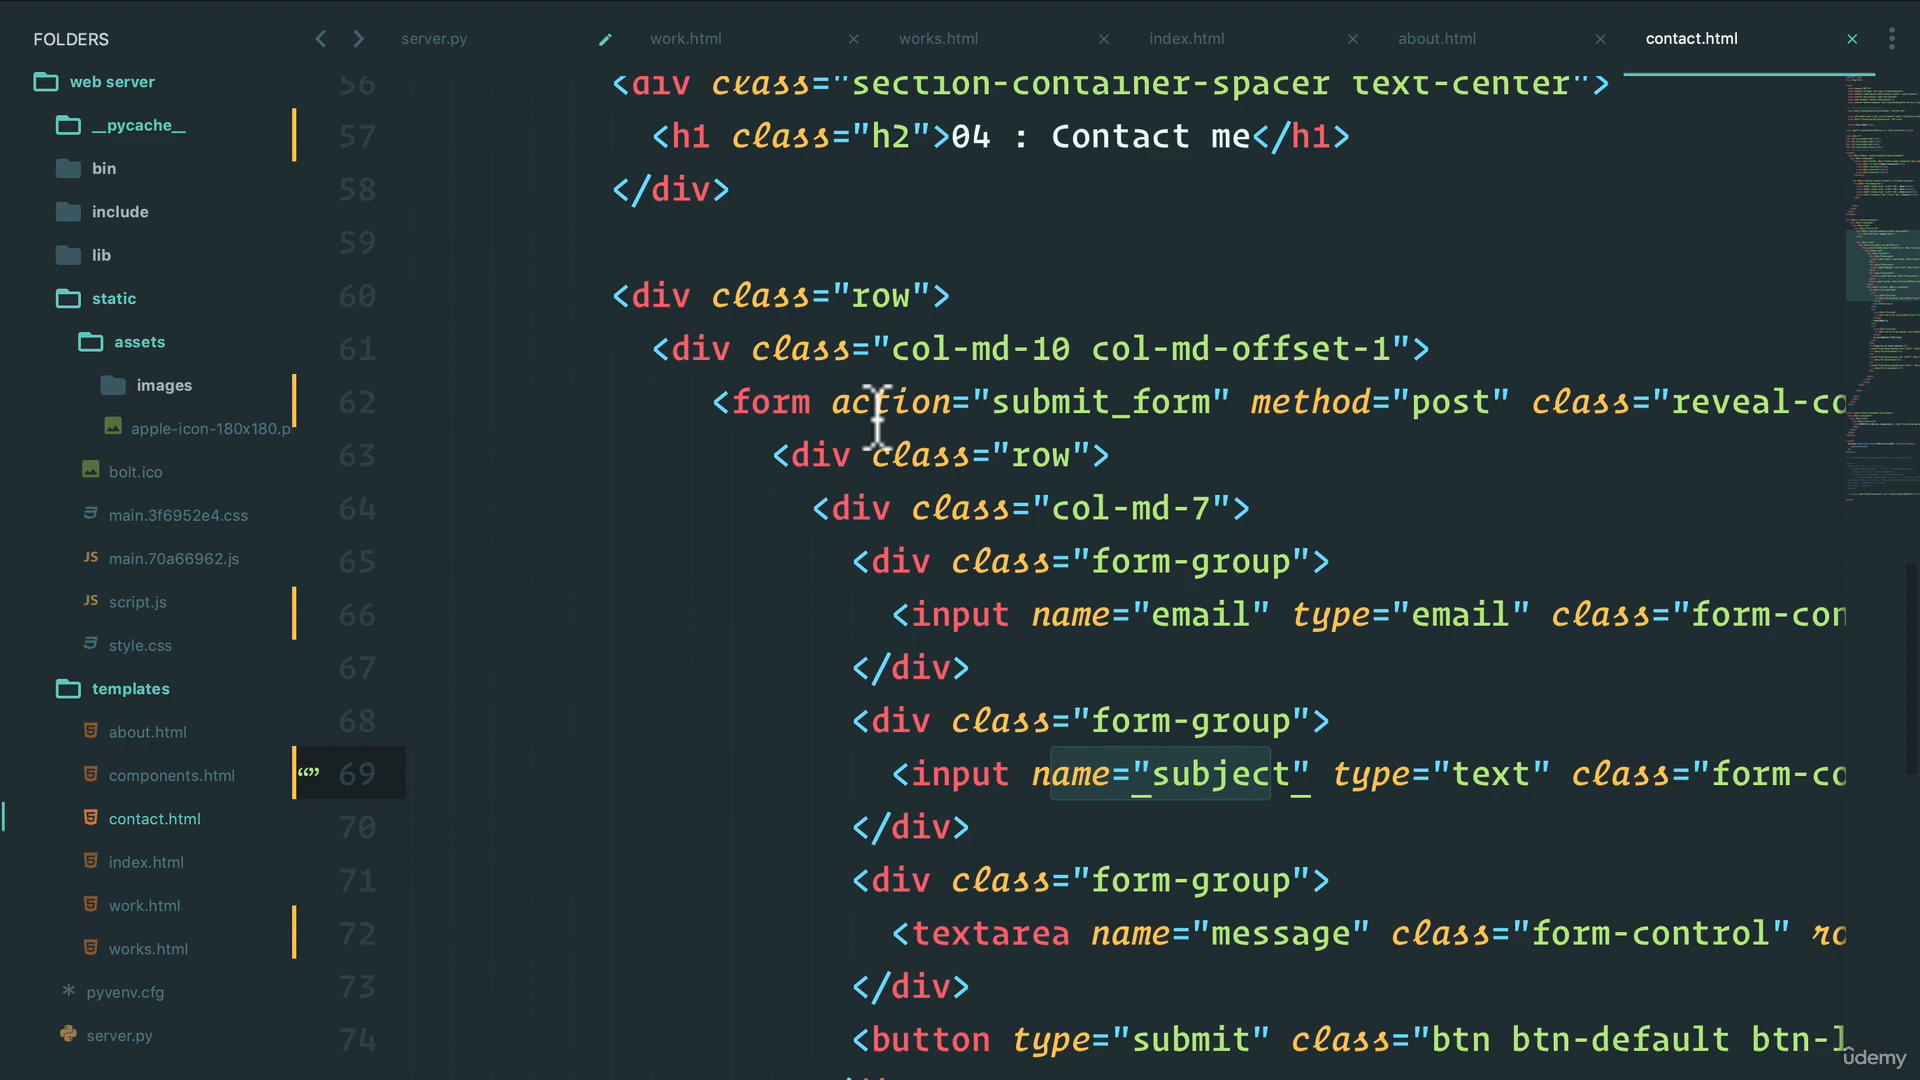 FOLDERS
server.py
work.html
works.html
index.html
about.html
contact.html
web server
__pycache__
bin
include
lib
static
assets
images
apple-icon-180x180.p
bolt.ico
main.3f6952e4.css
JS main.70a66962.js
JS script.js
style.css
templates
about.html
components.html
contact.html
index.html
work.html
works.html
pyvenv.cfg
server.py
56 <div class="section-container-spacer text-center">
57 <h1 class="h2">04 : Contact me</h1>
58 </div>
59
60 <div class="row">
61 <div class="col-md-10 col-md-offset-1">
62 <form action="submit_form" method="post" class="reveal-co
63 <div class="row">
64 <div class="col-md-7">
65 <div class="form-group">
66 <input name="email" type="email" class="form-con
67 </div>
68 <div class="form-group">
“” 69 <input name="subject" type="text" class="form-co
70 </div>
71 <div class="form-group">
72 <textarea name="message" class="form-control" ro
73 </div>
74 <button type="submit" class="btn btn-default btn-l
ûdemy